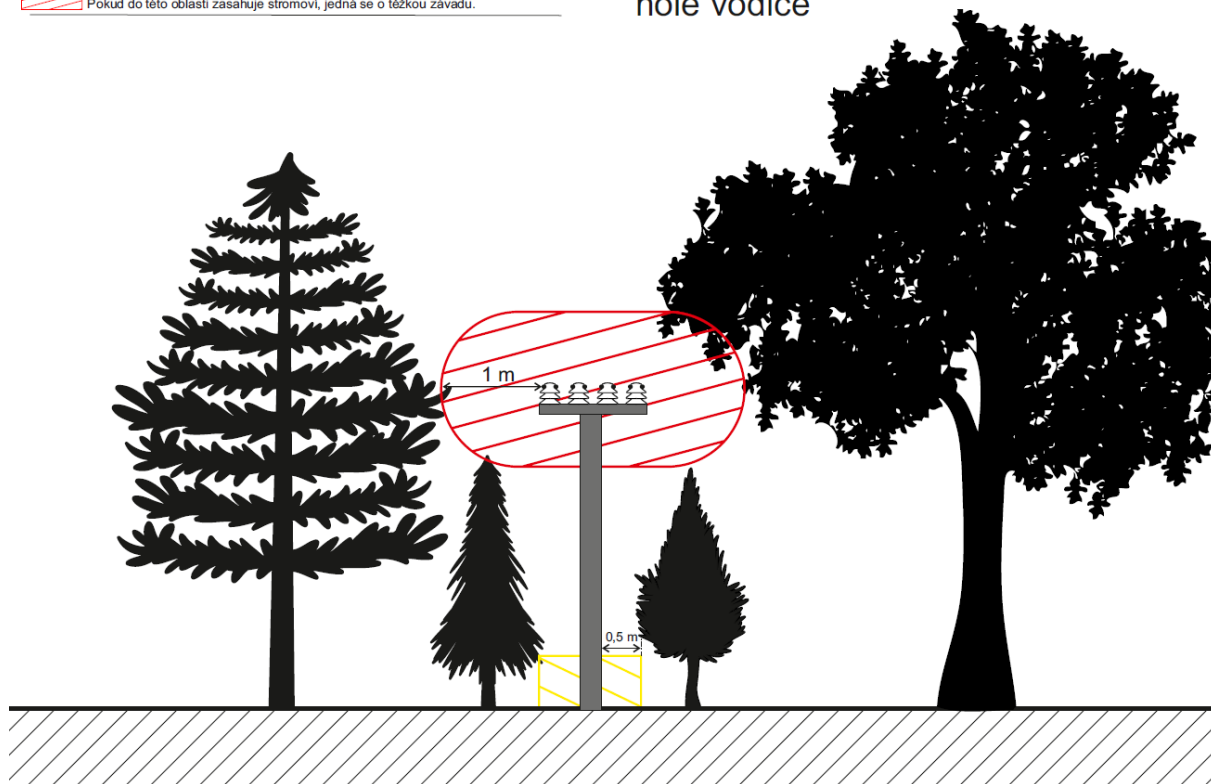 Pokud do této oblasti zasahuje stromoví, jedná se o těžkou závadu.
holé vodiče
1 m
0,5 m